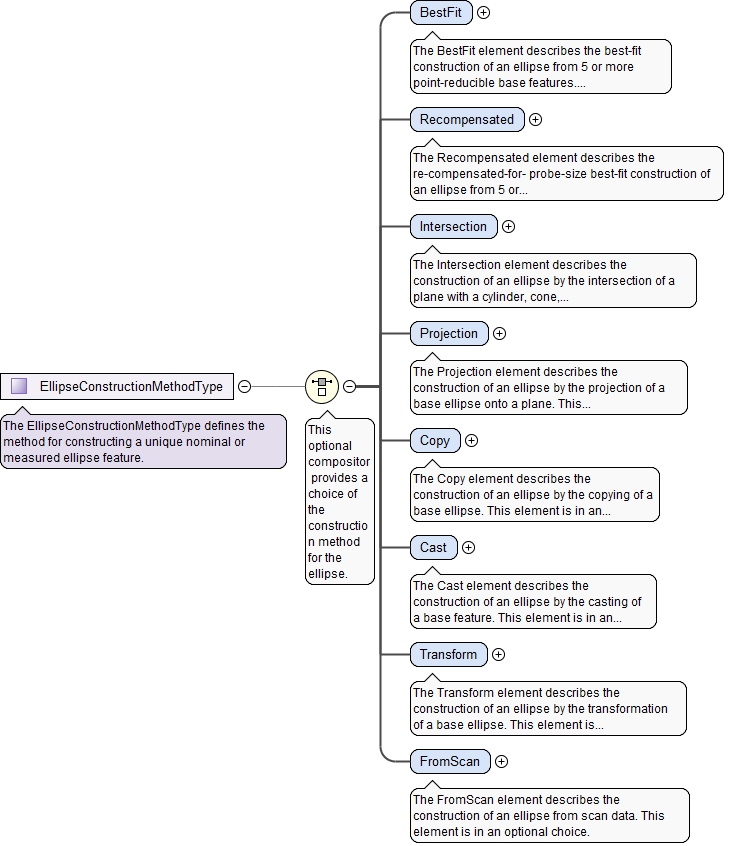 BestFit
The BestFit element describes the best-fit
construction of an ellipse from 5 or more
point-reducible base features....
Recompensated
The Recompensated element describes the
re-compensated-for- probe-size best-fit construction of
an ellipse from 5 or...
Intersection
The Intersection element describes the
construction of an ellipse by the intersection of a
plane with a cylinder, cone,...
Projection
The Projection element describes the
construction of an ellipse by the projection of a
base ellipse onto a plane. This...
EllipseConstructionMethodType
The EllipseConstructionMethodType defines the
method for constructing a unique nominal or
measured ellipse feature.
This
optional
compositor
provides a
choice of
the
constructio
n method
for the
ellipse.
Copy
The Copy element describes the
construction of an ellipse by the copying of a
base ellipse. This element is in an...
Cast
The Cast element describes the
construction of an ellipse by the casting of
a base feature. This element is in an...
Transform
The Transform element describes the
construction of an ellipse by the transformation
of a base ellipse. This element is...
FromScan
The FromScan element describes the
construction of an ellipse from scan data. This
element is in an optional choice.